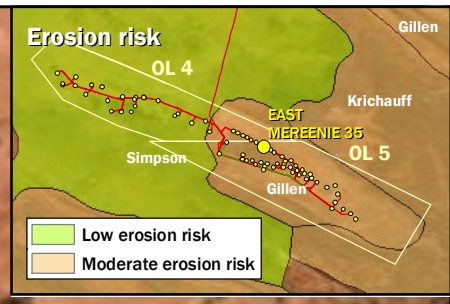 Gillen
Erosion risk
OL 4
Krichauff
EAST
MEREENIE 35
OL 5
Simpson
Gillen
Low erosion risk
Moderate erosion risk